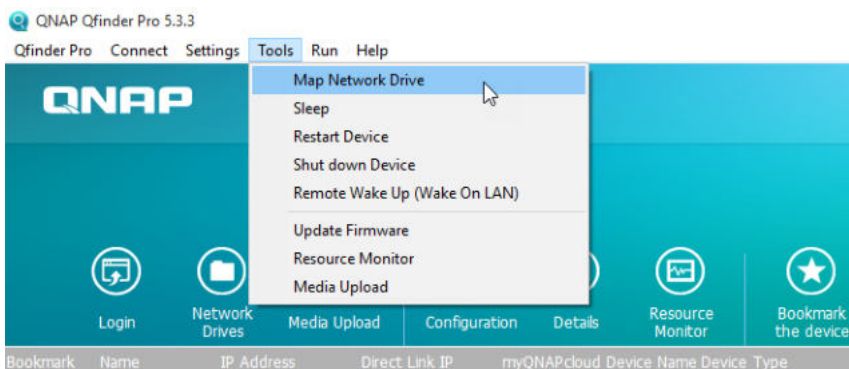 QNAP Qfinder Pro 5.3.3
Qfinder Pro Connect Settings Tools Run Help
QNAP
Map Network Drive
Sleep
Restart Device
Shut down Device
Remote Wake Up (Wake On LAN)
Update Firmware
Resource Monitor
Media Upload
Login
Network
Drives
Media Upload
Configuration
Details
Resource
Monitor
Bookmark
the device
Bookmark Name IP Address Direct Link IP myQNAPcloud Device Name Device Type